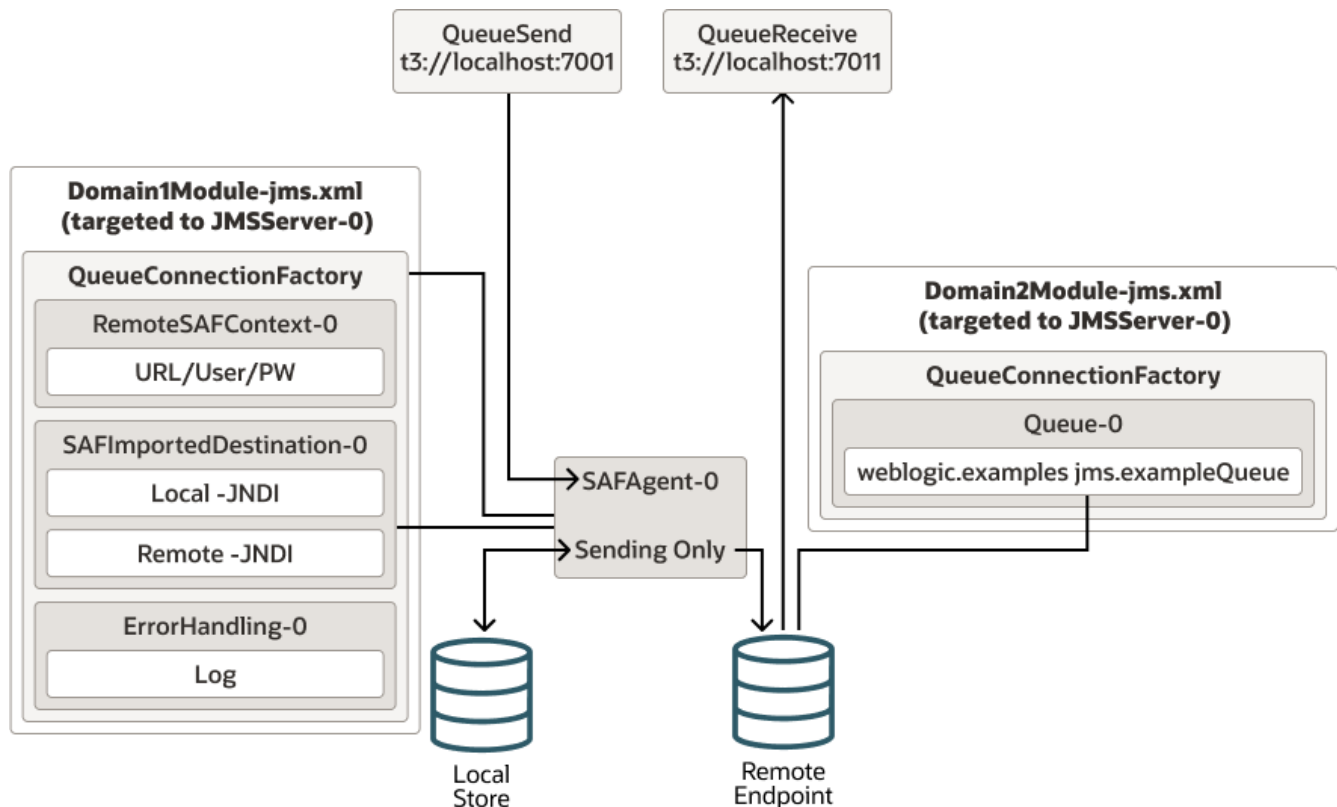 QueueSend
t3://localhost:7001
QueueReceive
t3://localhost:7011
Domain1Module-jms.xml
(targeted to JMSServer-0)
QueueConnectionFactory
RemoteSAFContext-0
URL/User/PW
SAFImportedDestination-0
Local -JNDI
Remote -JNDI
ErrorHandling-0
Log
SAFAgent-0
Sending Only
Local
Store
Remote
Endpoint
Domain2Module-jms.xml
(targeted to JMSServer-0)
QueueConnectionFactory
Queue-0
weblogic.examples jms.exampleQueue